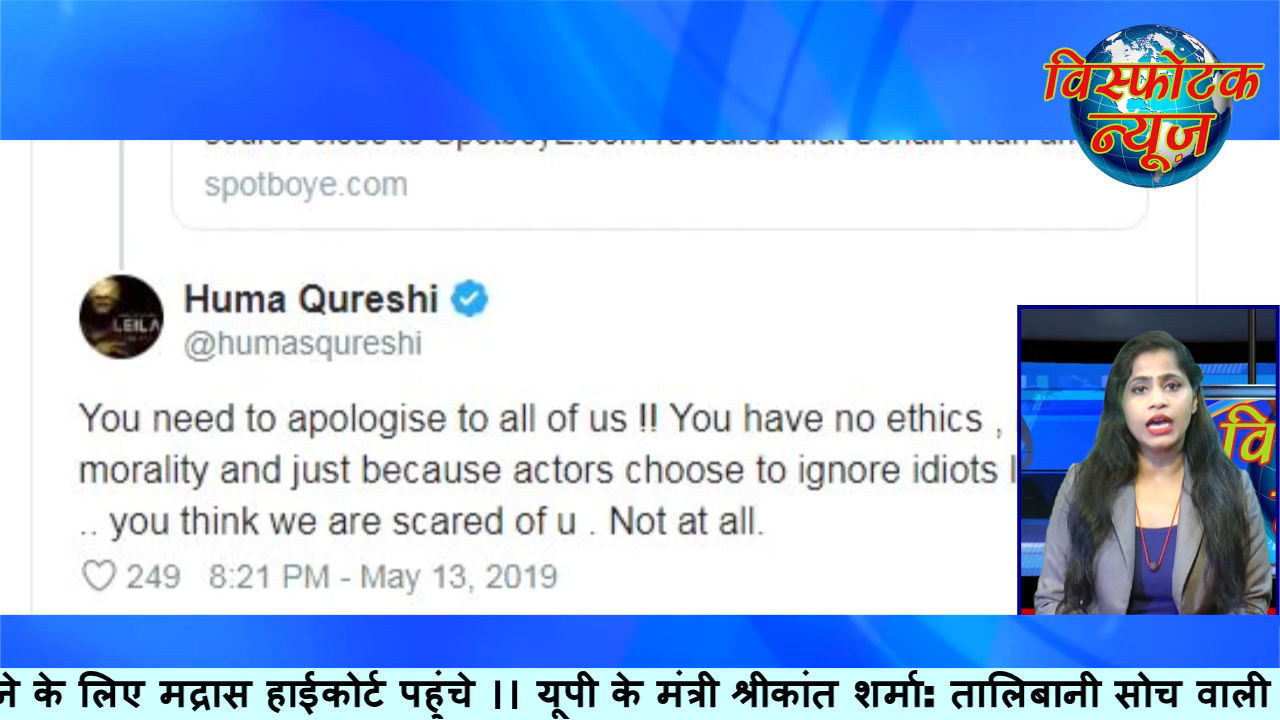 विस्फोटक
न्यूज़
spotboye.com
Huma Qureshi
@humasqureshi
LEILA
You need to apologise to all of us !! You have no ethics ,
morality and just because actors choose to ignore idiots
.. you think we are scared of u . Not at all.
249 8:21 PM - May 13, 2019
वि
ने के लिए मद्रास हाईकोर्ट पहुंचे || यूपी के मंत्री श्रीकांत शर्मा: तालिबानी सोच वाली